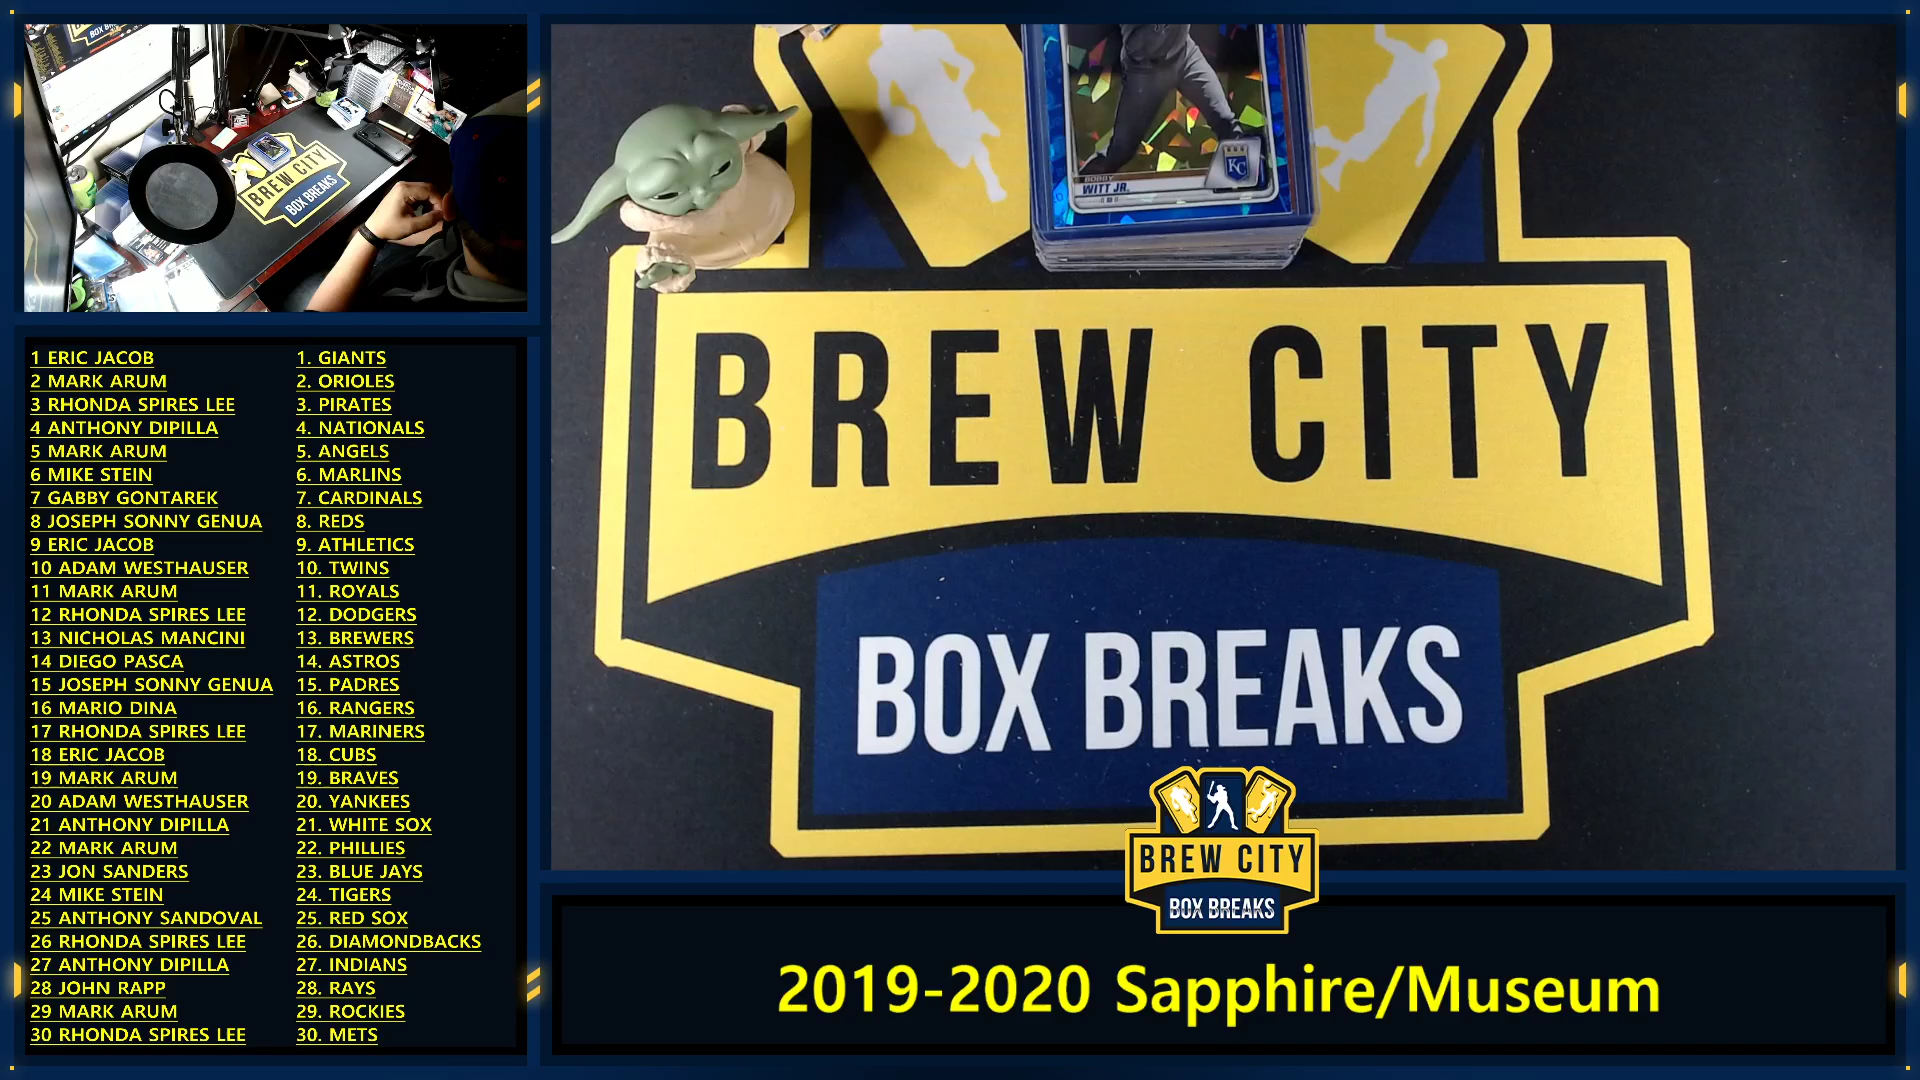 BREW CITY
BOX BREAKS
1 ERIC JACOB
2 MARK ARUM
3 RHONDA SPIRES LEE
4 ANTHONY DIPILLA
5 MARK ARUM
6 MIKE STEIN
7 GABBY GONTAREK
8 JOSEPH SONNY GENUA
9 ERIC JACOB
10 ADAM WESTHAUSER
11 MARK ARUM
12 RHONDA SPIRES LEE
13 NICHOLAS MANCINI
14 DIEGO PASCA
15 JOSEPH SONNY GENUA
16 MARIO DINA
17 RHONDA SPIRES LEE
18 ERIC JACOB
19 MARK ARUM
20 ADAM WESTHAUSER
21 ANTHONY DIPILLA
22 MARK ARUM
23 JON SANDERS
24 MIKE STEIN
25 ANTHONY SANDOVAL
26 RHONDA SPIRES LEE
27 ANTHONY DIPILLA
28 JOHN RAPP
29 MARK ARUM
30 RHONDA SPIRES LEE
1. GIANTS
2. ORIOLES
3. PIRATES
4. NATIONALS
5. ANGELS
6. MARLINS
7. CARDINALS
8. REDS
9. ATHLETICS
10. TWINS
11. ROYALS
12. DODGERS
13. BREWERS
14. ASTROS
15. PADRES
16. RANGERS
17. MARINERS
18. CUBS
19. BRAVES
20. YANKEES
21. WHITE SOX
22. PHILLIES
23. BLUE JAYS
24. TIGERS
25. RED SOX
26. DIAMONDBACKS
27. INDIANS
28. RAYS
29. ROCKIES
30. METS
KC
BOBBY
WITT JR.
BREW CITY
BOX BREAKS
BREW CITY
BOX BREAKS
2019-2020 Sapphire/Museum